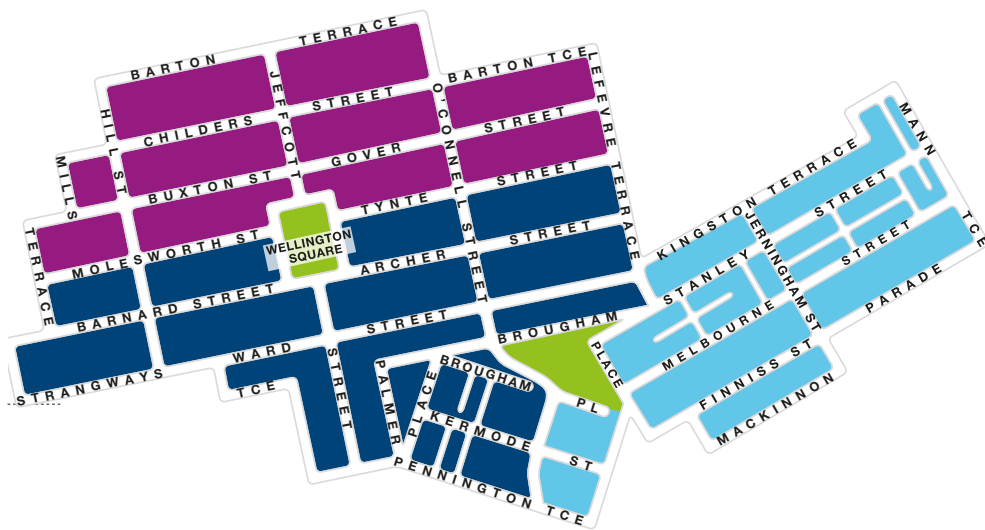 BARTON TERRACE
BARTON TCE
CHILDERS STREET
BUXTON ST
GOVER STREET
MOLESWORTH ST
TYNTE STREET
WELLINGTON
SQUARE
BARNARD STREET
ARCHER STREET
STRANGWAYS TCE
WARD STREET
BROUGHAM
PLACE
MILLS TERRACE
HILL ST
JEFFCOTT STREET
O'CONNELL STREET
LEFEVRE TERRACE
PALMER PLACE
BROUGHAM PL
KERMODE ST
PENNINGTON TCE
KINGSTON TERRACE
STANLEY STREET
MELBOURNE STREET
JERNINGHAM ST
MANN TCE
FINNISS ST
MACKINNON PARADE